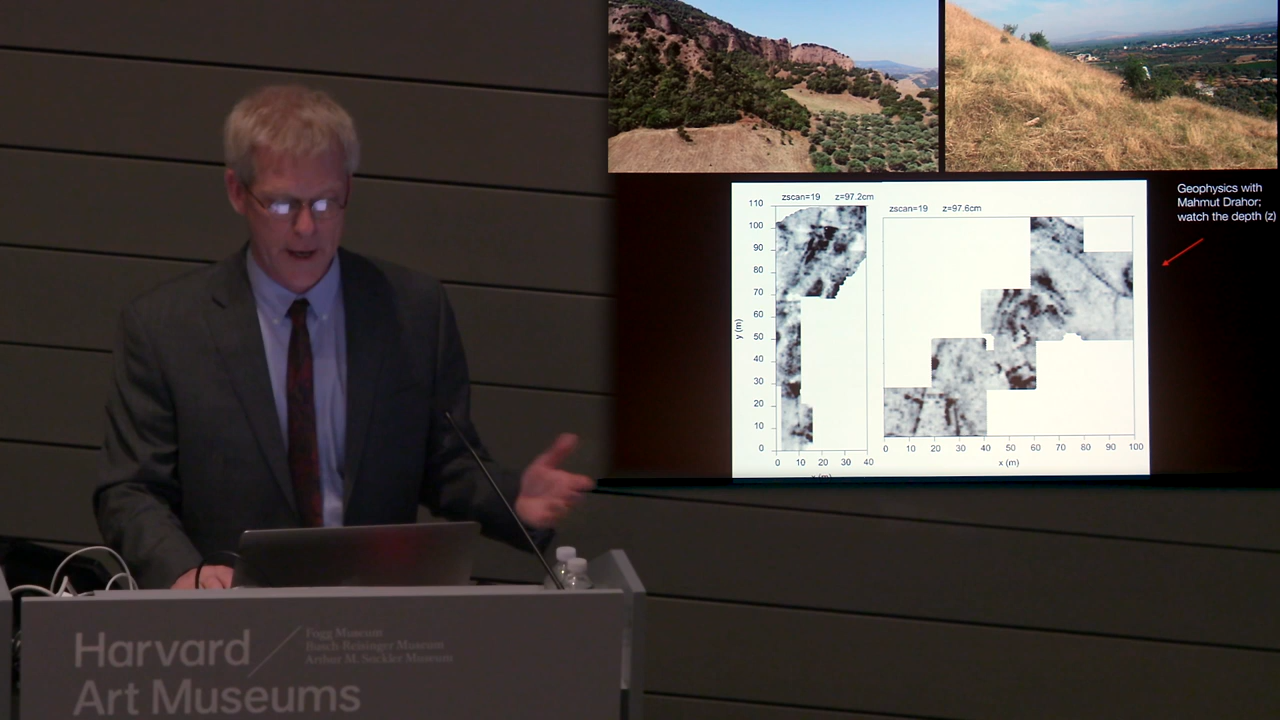 Geophysics with
Mahmut Drahor;
watch the depth (z)
zscan=19 z=97.2cm
110
100
90
80
70
60
50
40
30
20
10
0
y (m)
0 10 20 30 40
x (m)
zscan=19 z=97.6cm
0 10 20 30 40 50 60 70 80 90 100
x (m)
Harvard
Art Museums
Fogg Museum
Busch-Reisinger Museum
Arthur M. Sackler Museum